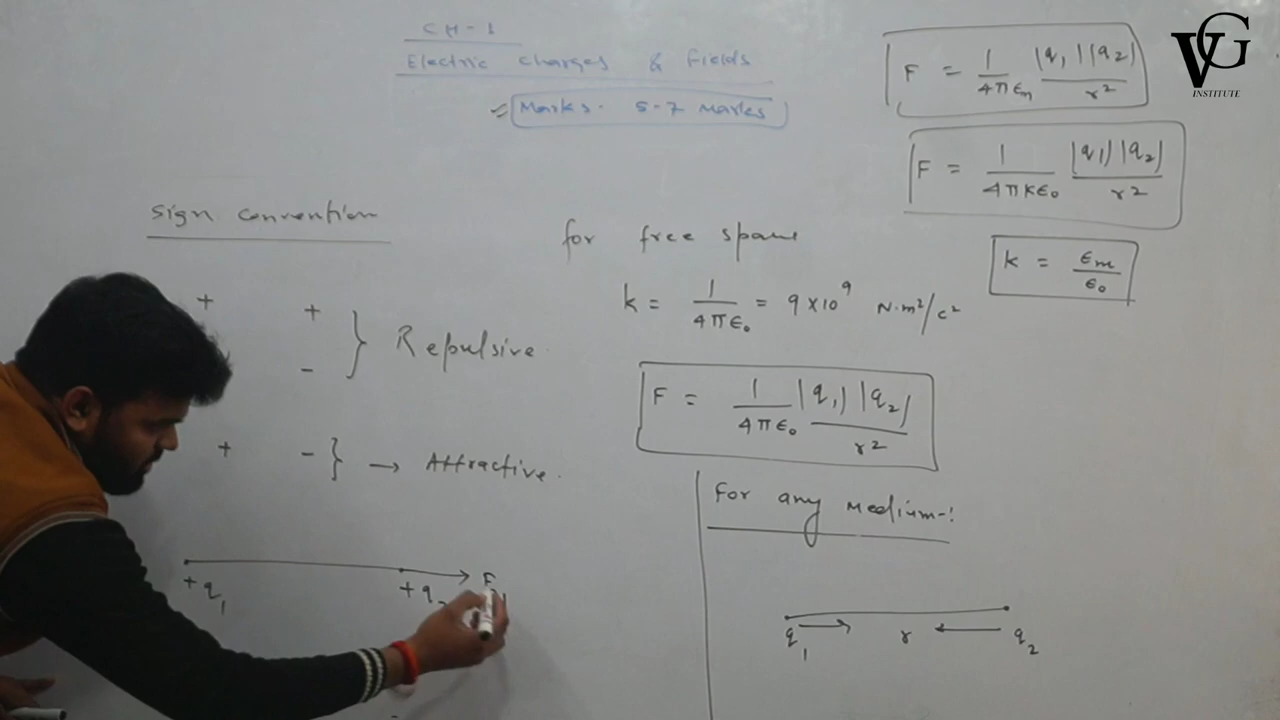 CH-1
Electric charges & Fields
Marks. 5-7 Marks
Sign convention
+ +
- } Repulsive
+ - } → Attractive.
+q₁ +q₂ F
for free space
k = 1/4πε₀ = 9×10⁹ N.m²/c²
F = 1/4πε₀ |q₁| |q₂|/r²
For any Medium-:
q₁ → r ← q₂
F = 1/4πεm |q₁| |q₂|/r²
F = 1/4πKε₀ |q₁| |q₂|/r²
k = εm/ε₀
VG
INSTITUTE